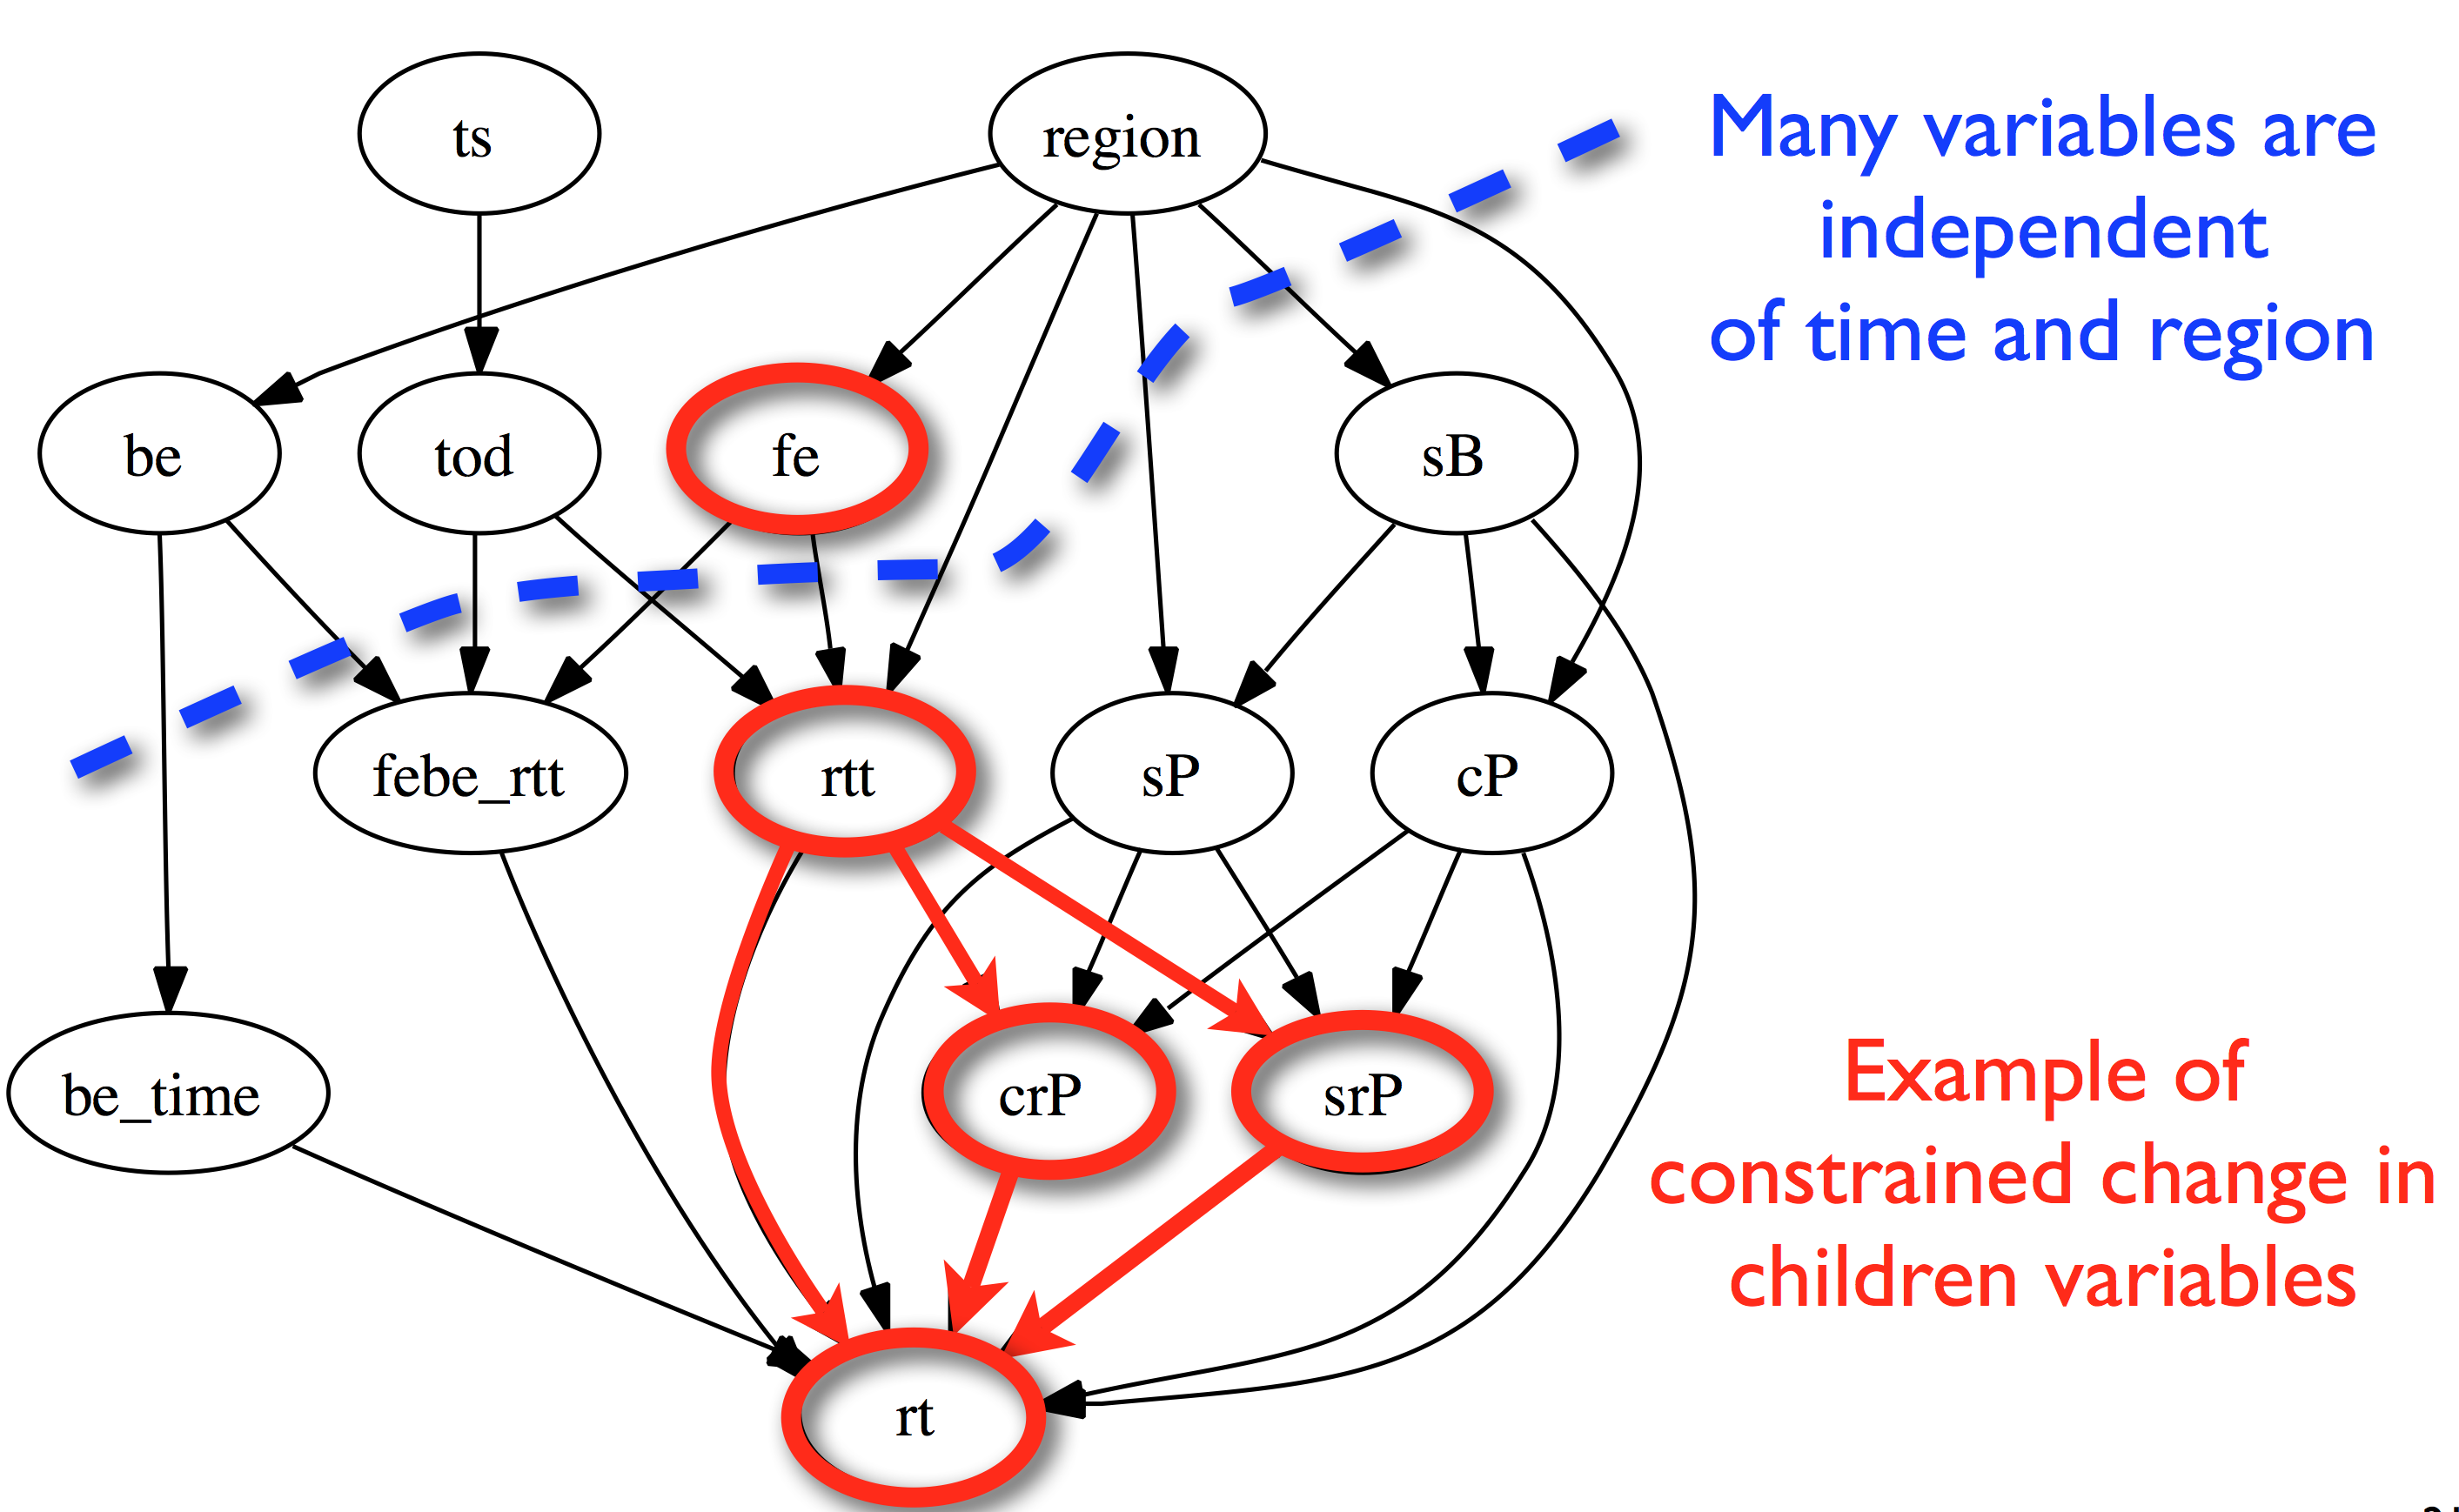 ts
region
Many variables are
independent
of time and region
be
tod
fe
sB
febe_rtt
rtt
sP
cP
be_time
crP
srP
Example of
constrained change in
children variables
rt